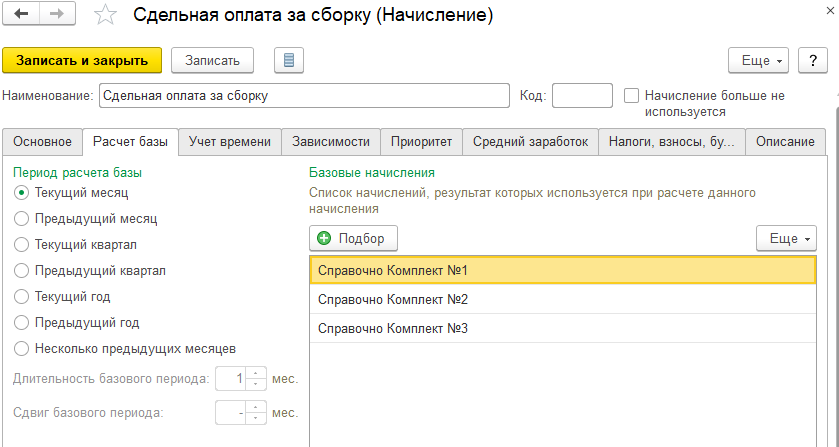 Сдельная оплата за сборку (Начисление)
Записать и закрыть
Записать
Еще
?
Наименование:
Сдельная оплата за сборку
Код:
Начисление больше не
используется
Основное
Расчет базы
Учет времени
Зависимости
Приоритет
Средний заработок
Налоги, взносы, бу...
Описание
Период расчета базы
Текущий месяц
Предыдущий месяц
Текущий квартал
Предыдущий квартал
Текущий год
Предыдущий год
Несколько предыдущих месяцев
Длительность базового периода:
1
мес.
Сдвиг базового периода:
-
мес.
Базовые начисления
Список начислений, результат которых используется при расчете данного
начисления
Подбор
Еще
Справочно Комплект №1
Справочно Комплект №2
Справочно Комплект №3